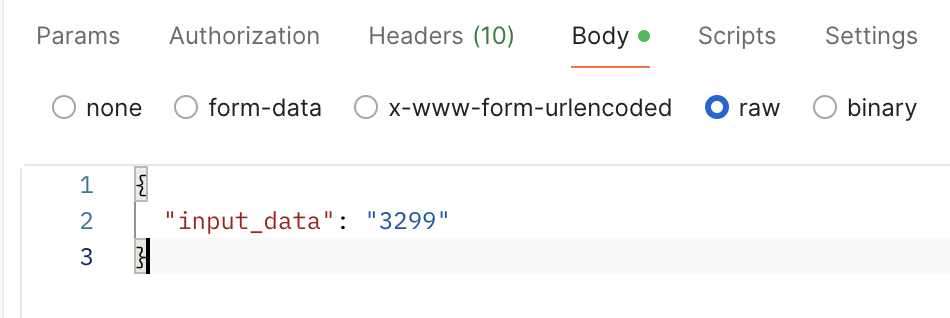 Params Authorization Headers (10) Body Scripts Settings
none form-data x-www-form-urlencoded raw binary
1 {
2 "input_data": "3299"
3 }